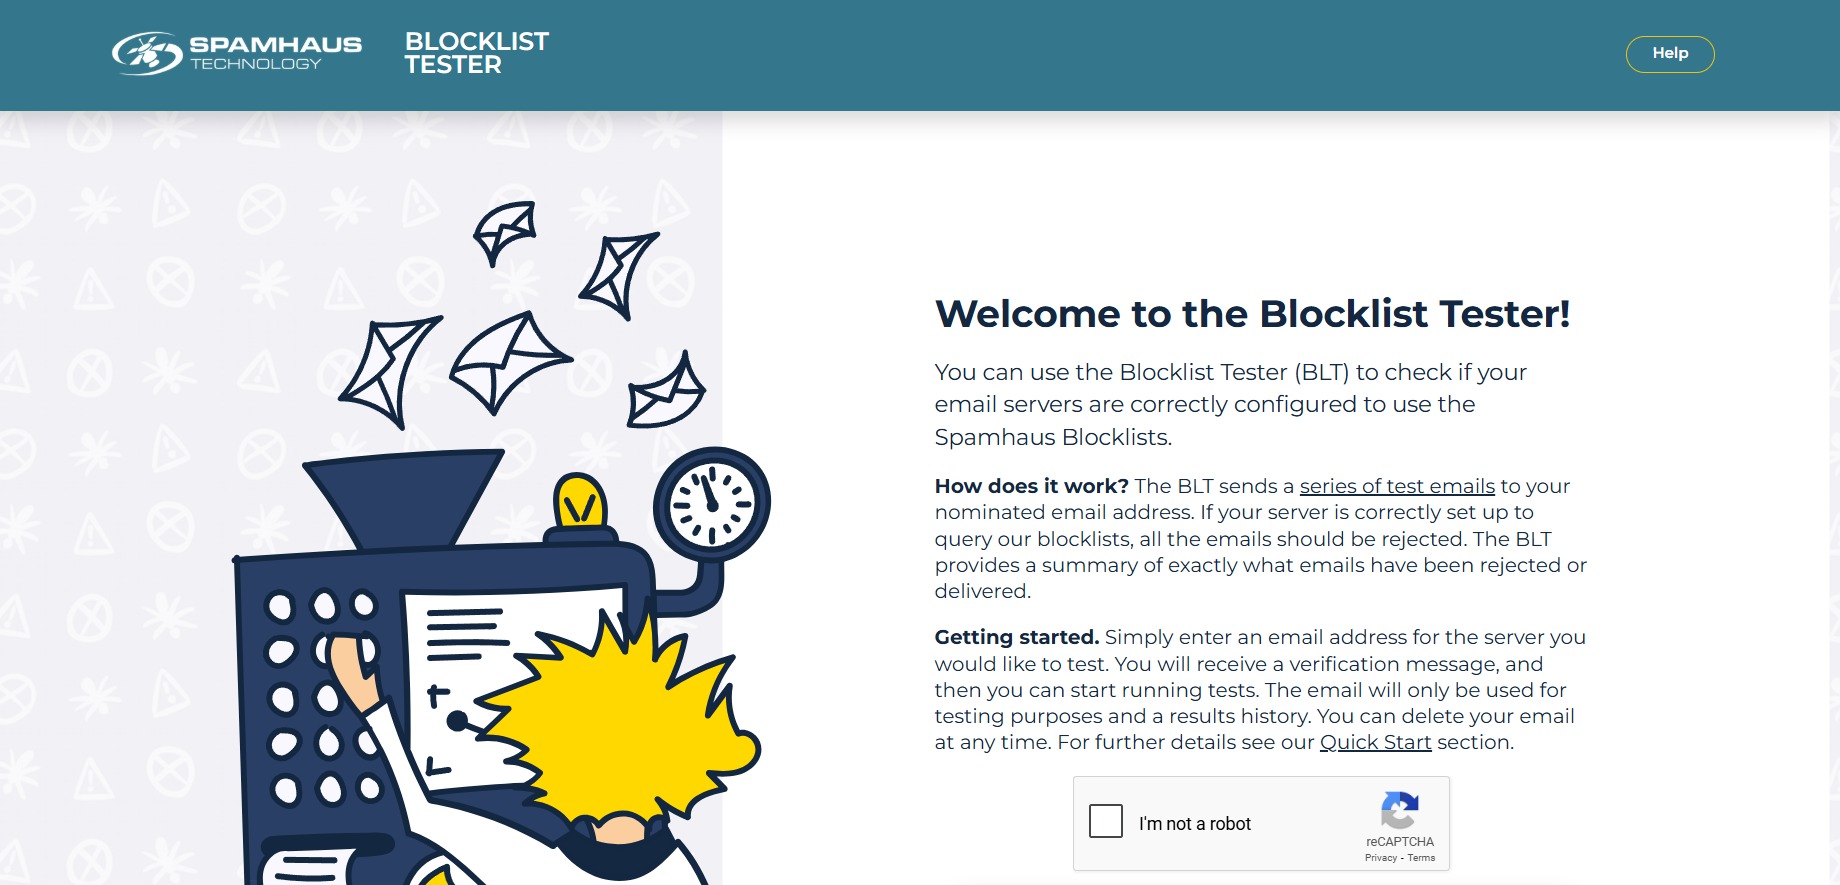 SPAMHAUS
TECHNOLOGY
BLOCKLIST
TESTER
Help
Welcome to the Blocklist Tester!
You can use the Blocklist Tester (BLT) to check if your
email servers are correctly configured to use the
Spamhaus Blocklists.
How does it work? The BLT sends a series of test emails to your
nominated email address. If your server is correctly set up to
query our blocklists, all the emails should be rejected. The BLT
provides a summary of exactly what emails have been rejected or
delivered.
Getting started. Simply enter an email address for the server you
would like to test. You will receive a verification message, and
then you can start running tests. The email will only be used for
testing purposes and a results history. You can delete your email
at any time. For further details see our Quick Start section.
I'm not a robot
reCAPTCHA
Privacy - Terms